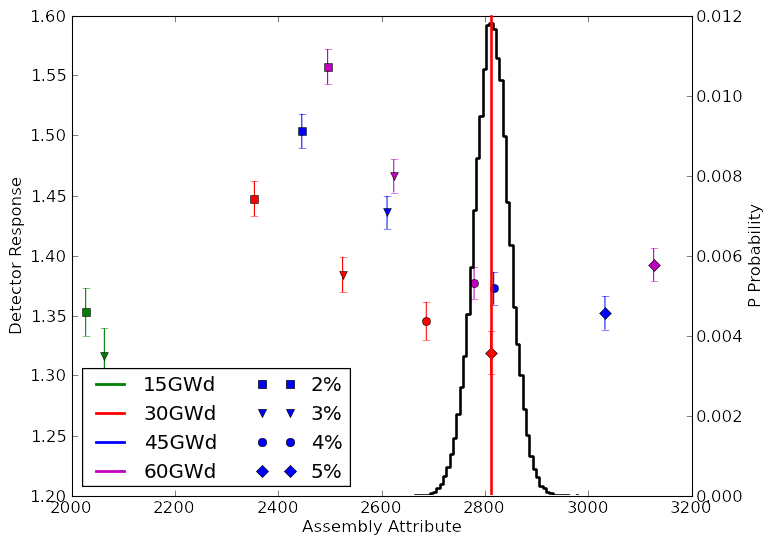 1.60
1.55
1.50
1.45
1.40
1.35
1.30
1.25
1.20
Detector Response
0.012
0.010
0.008
0.006
0.004
0.002
0.000
P Probability
15GWd 2%
30GWd 3%
45GWd 4%
60GWd 5%
2000 2200 2400 2600 2800 3000 3200
Assembly Attribute